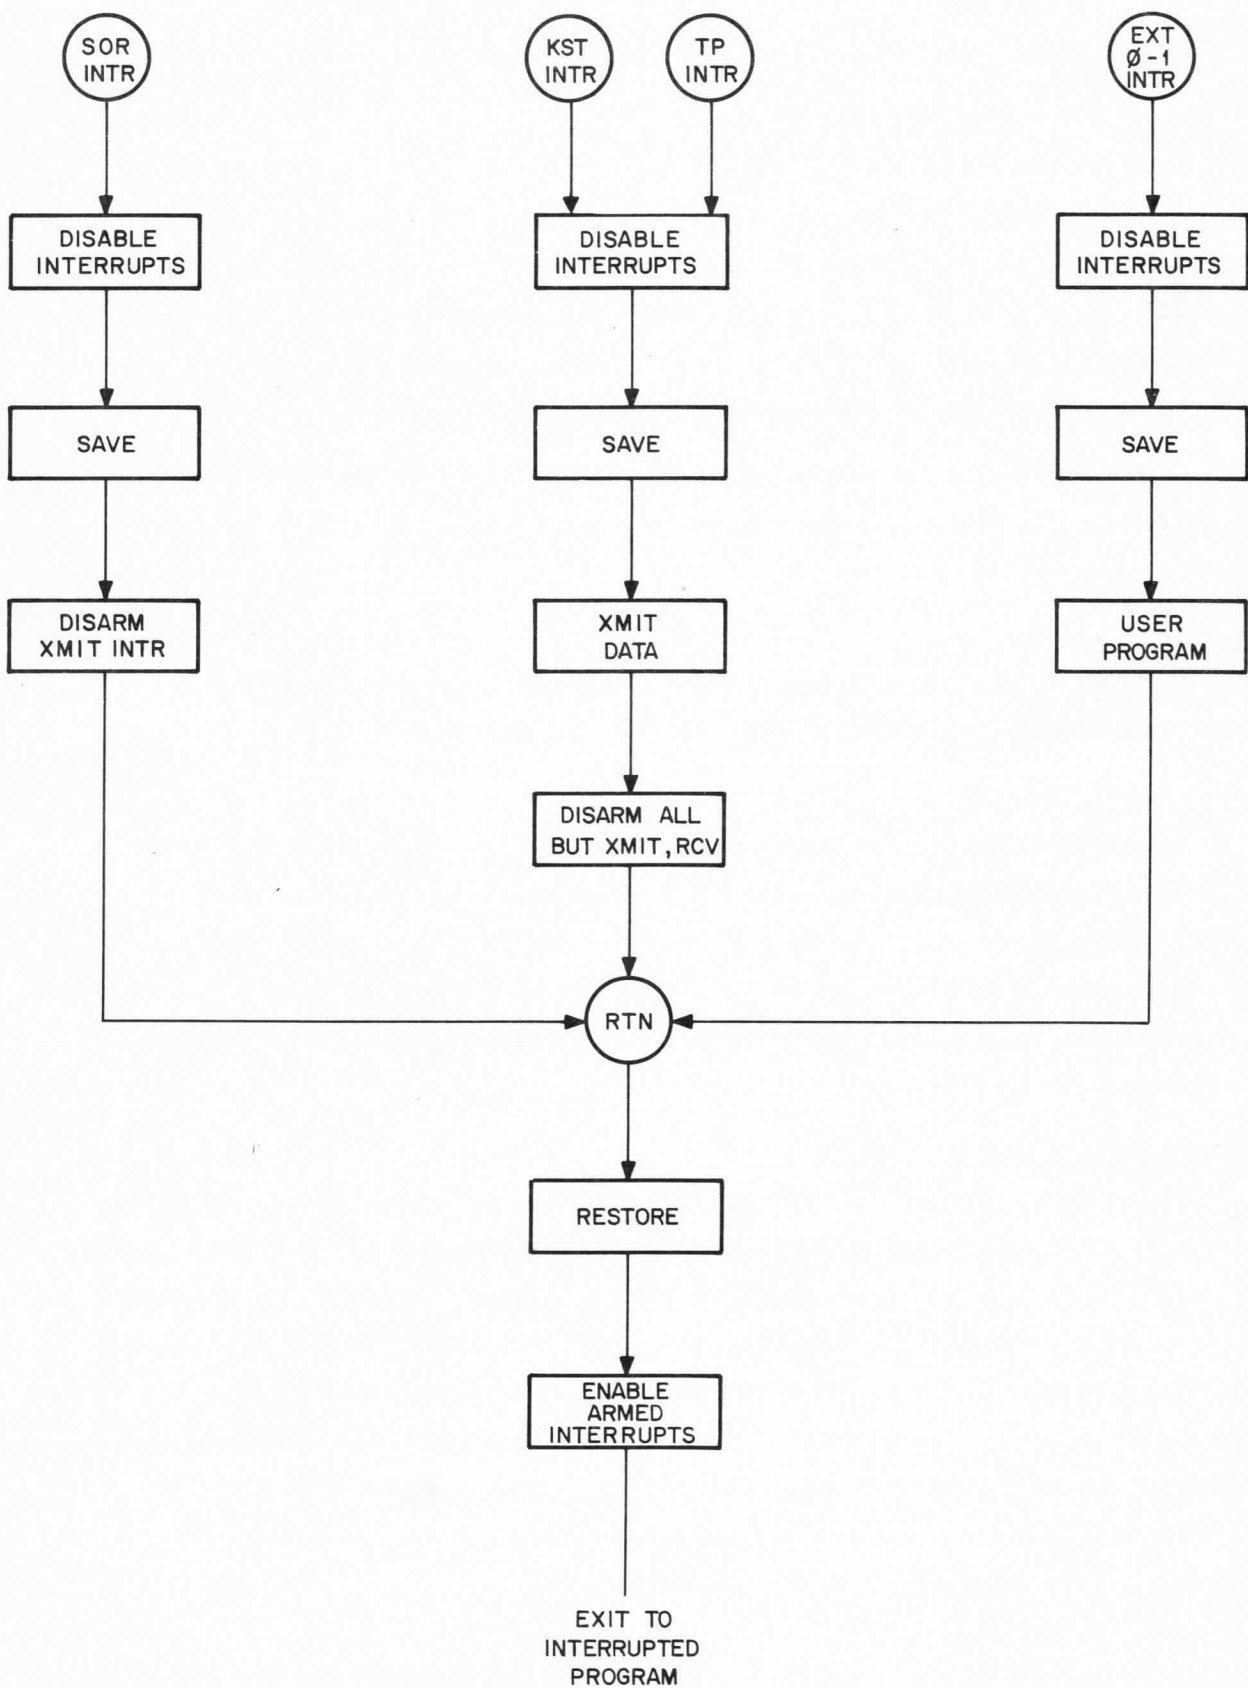 SOR
INTR
KST
INTR
TP
INTR
EXT
Ø-1
INTR
DISABLE
INTERRUPTS
DISABLE
INTERRUPTS
DISABLE
INTERRUPTS
SAVE
SAVE
SAVE
DISARM
XMIT INTR
XMIT
DATA
USER
PROGRAM
DISARM ALL
BUT XMIT, RCV
RTN
RESTORE
ENABLE
ARMED
INTERRUPTS
EXIT TO
INTERRUPTED
PROGRAM